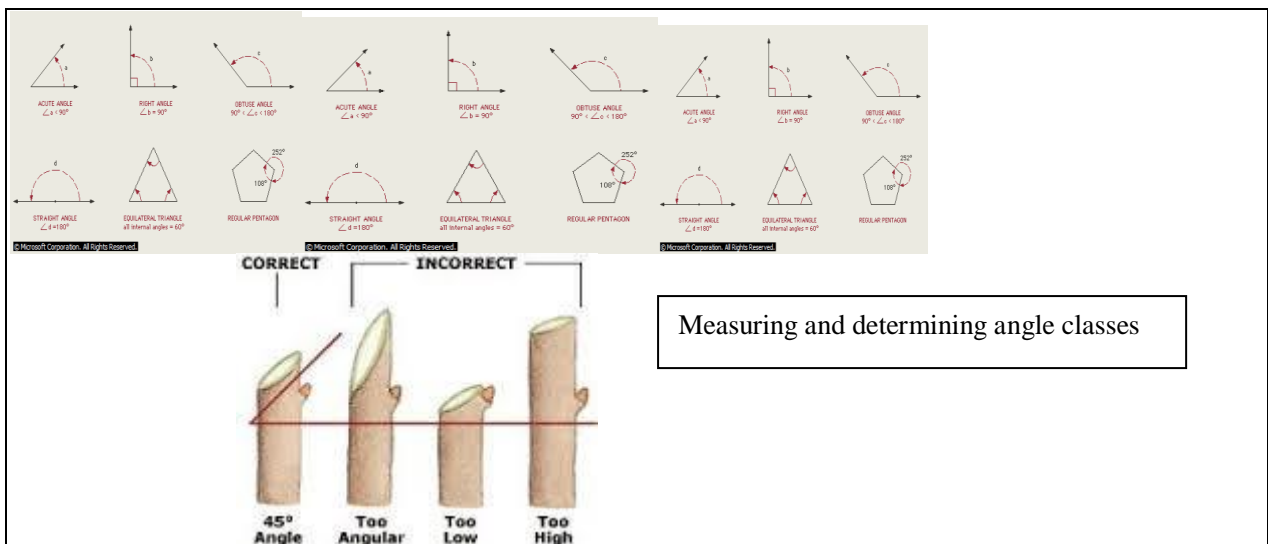 a
b
c
ACUTE ANGLE
∠a < 90°
RIGHT ANGLE
∠b = 90°
OBTUSE ANGLE
90° < ∠c < 180°
d
108°
252°
STRAIGHT ANGLE
∠d =180°
EQUILATERAL TRIANGLE
all internal angles = 60°
REGULAR PENTAGON
© Microsoft Corporation. All Rights Reserved.
a
b
c
ACUTE ANGLE
∠a < 90°
RIGHT ANGLE
∠b = 90°
OBTUSE ANGLE
90° < ∠c < 180°
d
108°
252°
STRAIGHT ANGLE
∠d =180°
EQUILATERAL TRIANGLE
all internal angles = 60°
REGULAR PENTAGON
© Microsoft Corporation. All Rights Reserved.
a
b
c
ACUTE ANGLE
∠a < 90°
RIGHT ANGLE
∠b = 90°
OBTUSE ANGLE
90° < ∠c < 180°
d
108°
252°
STRAIGHT ANGLE
∠d =180°
EQUILATERAL TRIANGLE
all internal angles = 60°
REGULAR PENTAGON
© Microsoft Corporation. All Rights Reserved.
CORRECT
INCORRECT
45°
Angle
Too
Angular
Too
Low
Too
High
Measuring and determining angle classes